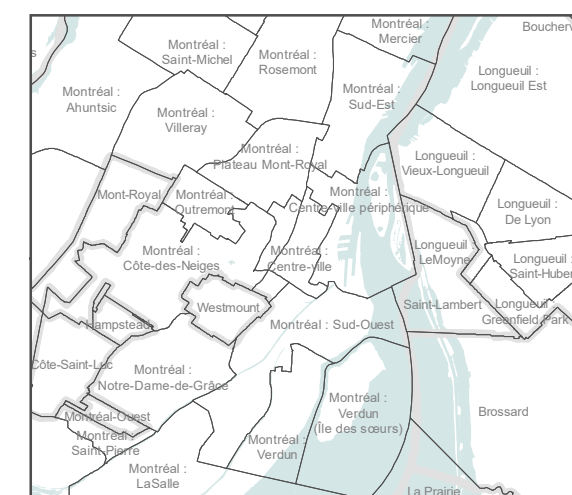 Montréal :
Mercier
Boucherv
Montréal :
Saint-Michel
Montréal :
Rosemont
s
Longueuil :
Longueuil Est
Montréal :
Ahuntsic
Montréal :
Sud-Est
Montréal :
Villeray
Montréal :
Plateau Mont-Royal
Longueuil :
Vieux-Longueuil
Mont-Royal
Montréal :
Outremont
Montréal :
Centre-ville périphérique
Longueuil :
De Lyon
Montréal :
Côte-des-Neiges
Montréal :
Centre-ville
Longueuil :
LeMoyne
Longueuil :
Saint-Huber
Westmount
Saint-Lambert
Longueuil :
Greenfield Park
Hampstead
Montréal : Sud-Ouest
Côte-Saint-Luc
Montréal :
Notre-Dame-de-Grâce
Montréal :
Verdun
(Île des sœurs)
Brossard
Montréal-Ouest
Montréal :
Saint-Pierre
Montréal :
Verdun
Montréal :
LaSalle
La Prairie